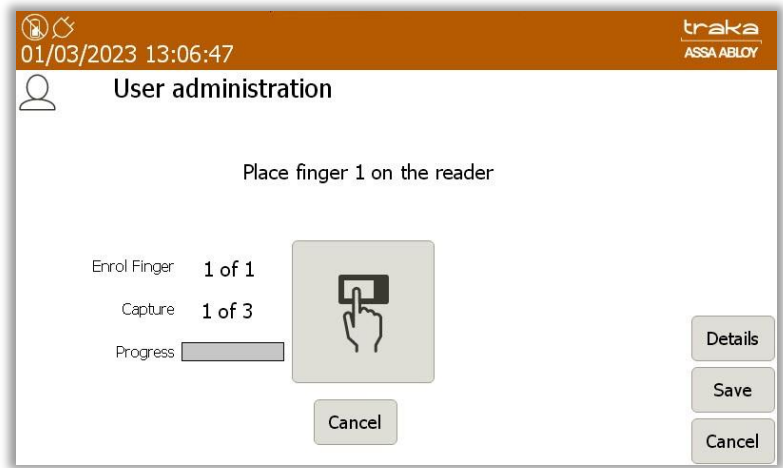 traka
01/03/2023 13:06:47
ASSA ABLOY
User administration
Place finger 1 on the reader
Enrol Finger 1 of 1
Capture 1 of 3
Progress
Details
Save
Cancel
Cancel